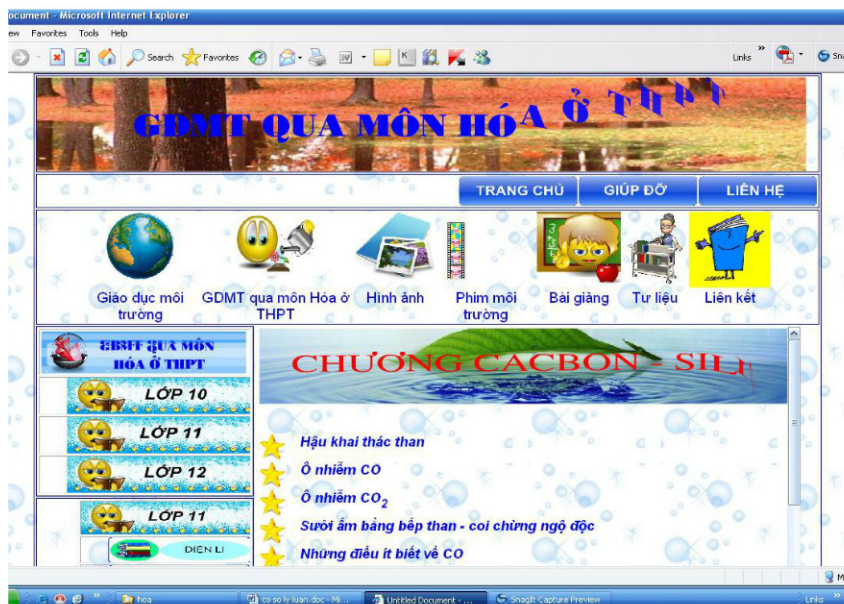 ocument - Microsoft Internet Explorer
ew Favorites Tools Help
Search Favorites Links
GDMT QUA MÔN HÓA Ở THPT
TRANG CHỦ GIÚP ĐỠ LIÊN HỆ
Giáo dục môi trường
GDMT qua môn Hóa ở THPT
Hình ảnh
Phim môi trường
Bài giảng
Tư liệu
Liên kết
QUA MÔN
HÓA Ở THPT
LỚP 10
LỚP 11
LỚP 12
LỚP 11
ĐIỆN LI
CHƯƠNG CACBON - SILI
Hậu khai thác than
Ô nhiễm CO
Ô nhiễm CO2
Sưởi ấm bằng bếp than - coi chừng ngộ độc
Những điều ít biết về CO
hoa co so ly luan.doc - Mi... Untitled Document - ... SnagIt Capture Preview Links